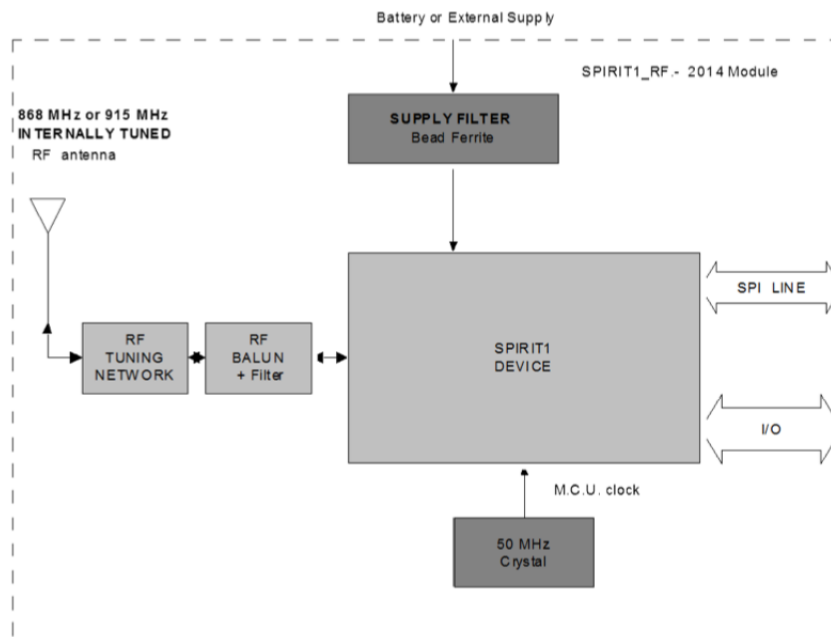 Battery or External Supply
SPIRIT1_RF.- 2014 Module
868 MHz or 915 MHz
INTERNALLY TUNED
RF antenna
SUPPLY FILTER
Bead Ferrite
SPI LINE
RF
TUNING
NETWORK
RF
BALUN
+ Filter
SPIRIT1
DEVICE
I/O
M.C.U. clock
50 MHz
Crystal